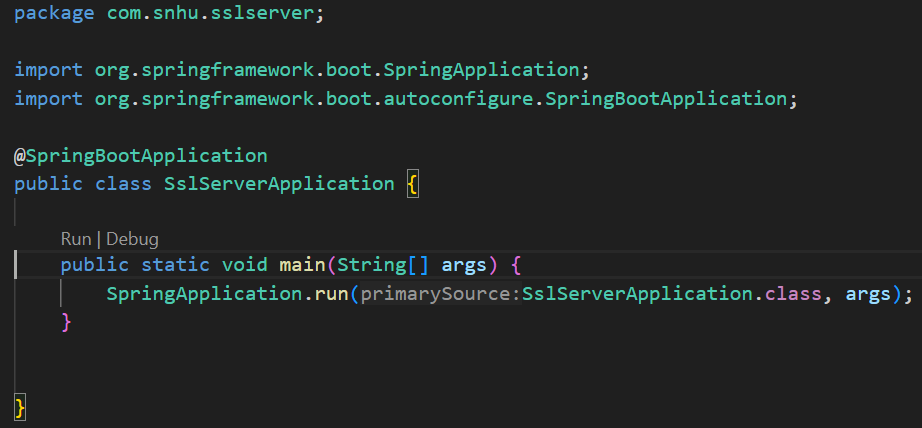 package com.snhu.sslserver;
import org.springframework.boot.SpringApplication;
import org.springframework.boot.autoconfigure.SpringBootApplication;
@SpringBootApplication
public class SslServerApplication {
Run | Debug
public static void main(String[] args) {
SpringApplication.run(primarySource:SslServerApplication.class, args);
}
}